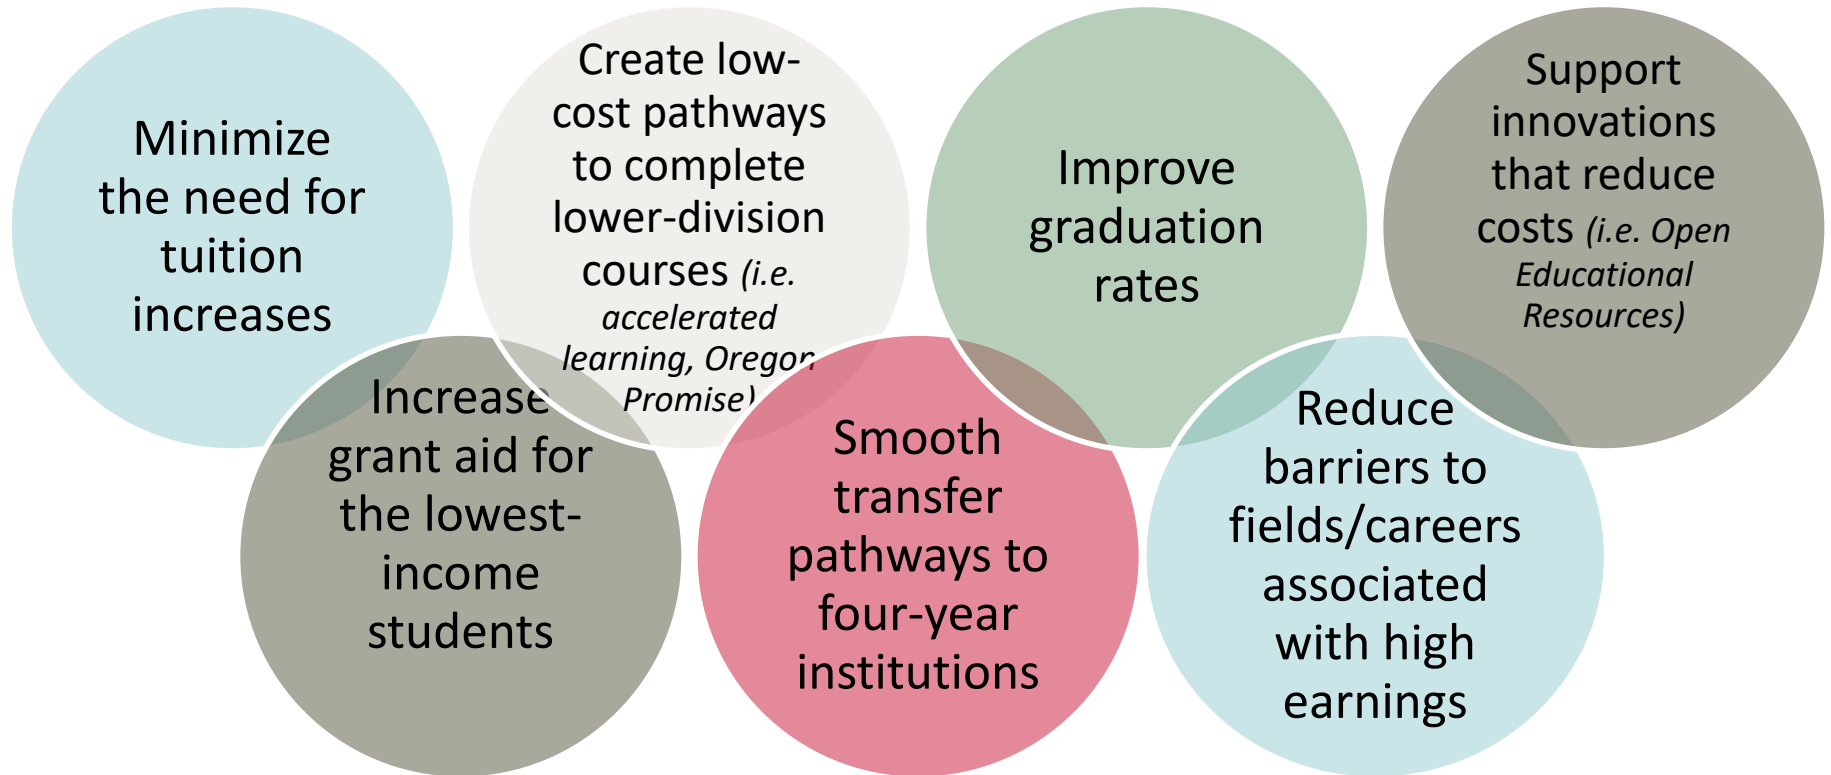 Minimize
the need for
tuition
increases
Increase
grant aid for
the lowest-
income
students
Create low-
cost pathways
to complete
lower-division
courses (i.e.
accelerated
learning, Oregon
Promise)
Smooth
transfer
pathways to
four-year
institutions
Improve
graduation
rates
Reduce
barriers to
fields/careers
associated
with high
earnings
Support
innovations
that reduce
costs (i.e. Open
Educational
Resources)